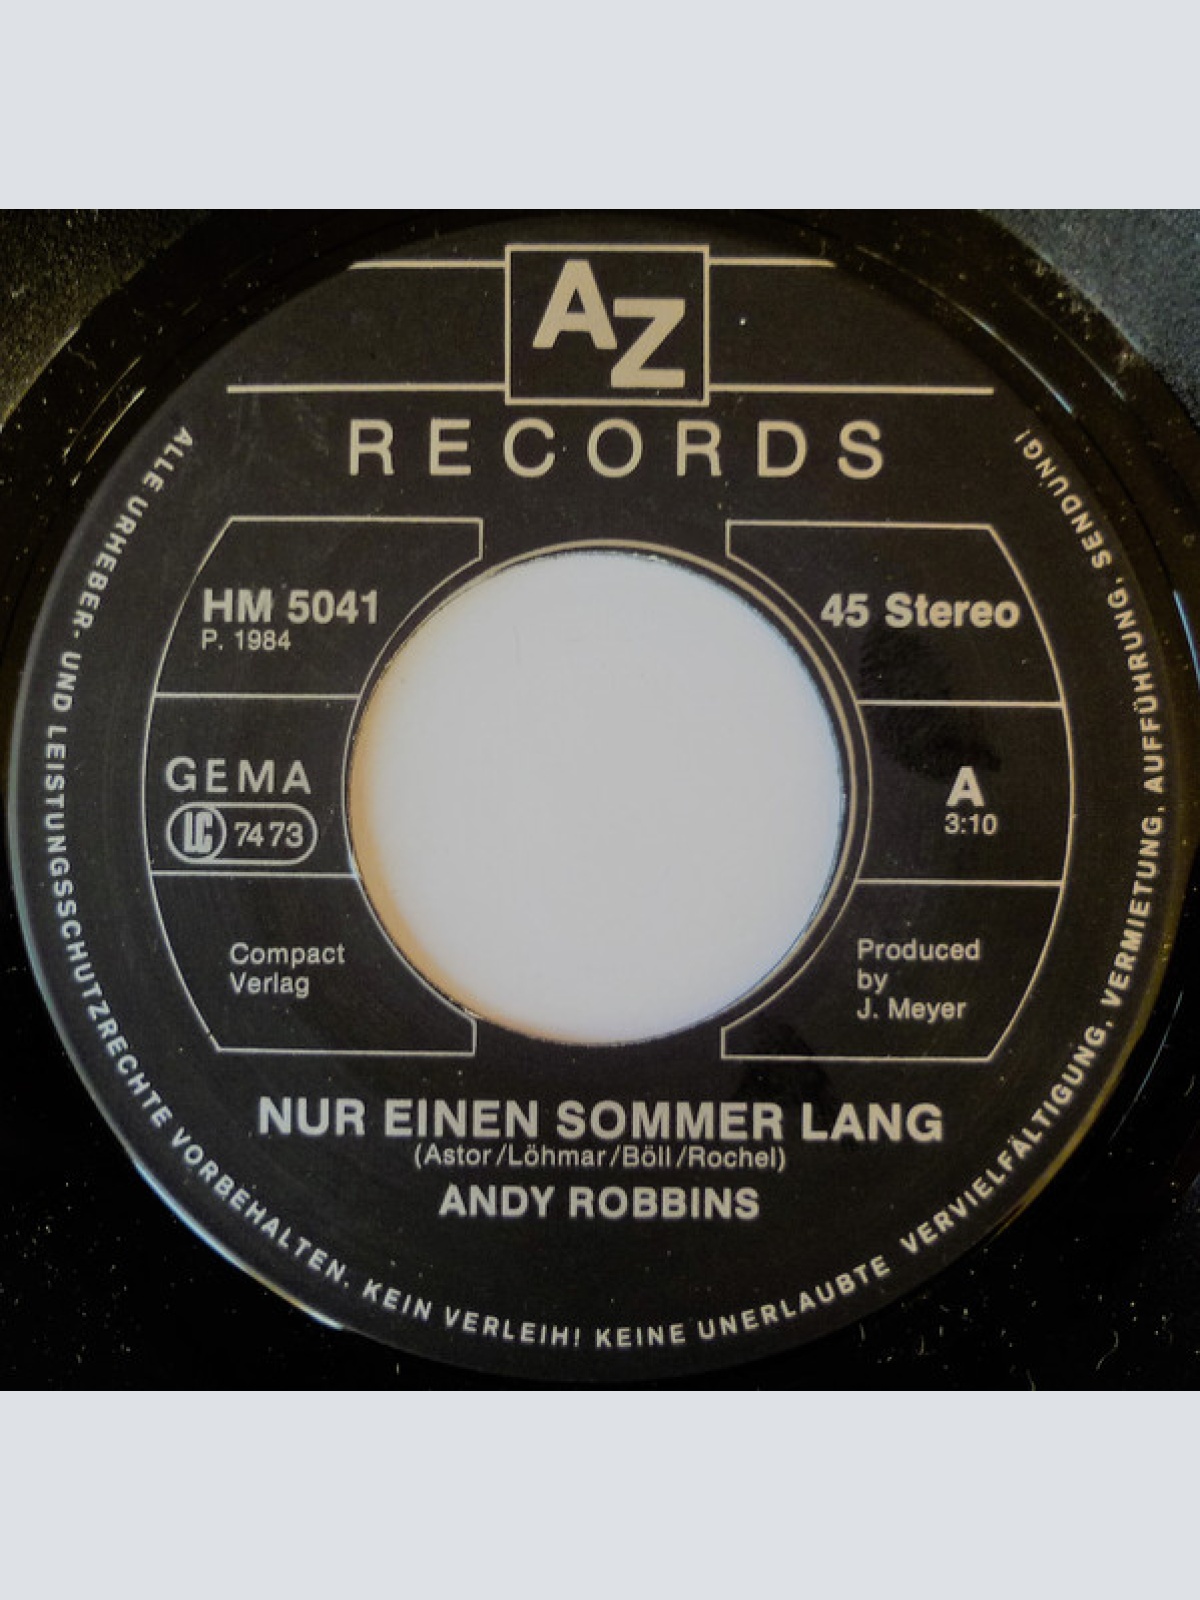 AZ
RECORDS
HM 5041
P. 1984
45 Stereo
GEMA
LC 7473
A
3:10
Compact
Verlag
Produced
by
J. Meyer
NUR EINEN SOMMER LANG
(Astor/Löhmar/Böll/Rochel)
ANDY ROBBINS
ALLE URHEBER- UND LEISTUNGSSCHUTZRECHTE VORBEHALTEN. KEIN VERLEIH! KEINE UNERLAUBTE VERVIELFÄLTIGUNG, VERMIETUNG, AUFFÜHRUNG, SENDUNG!